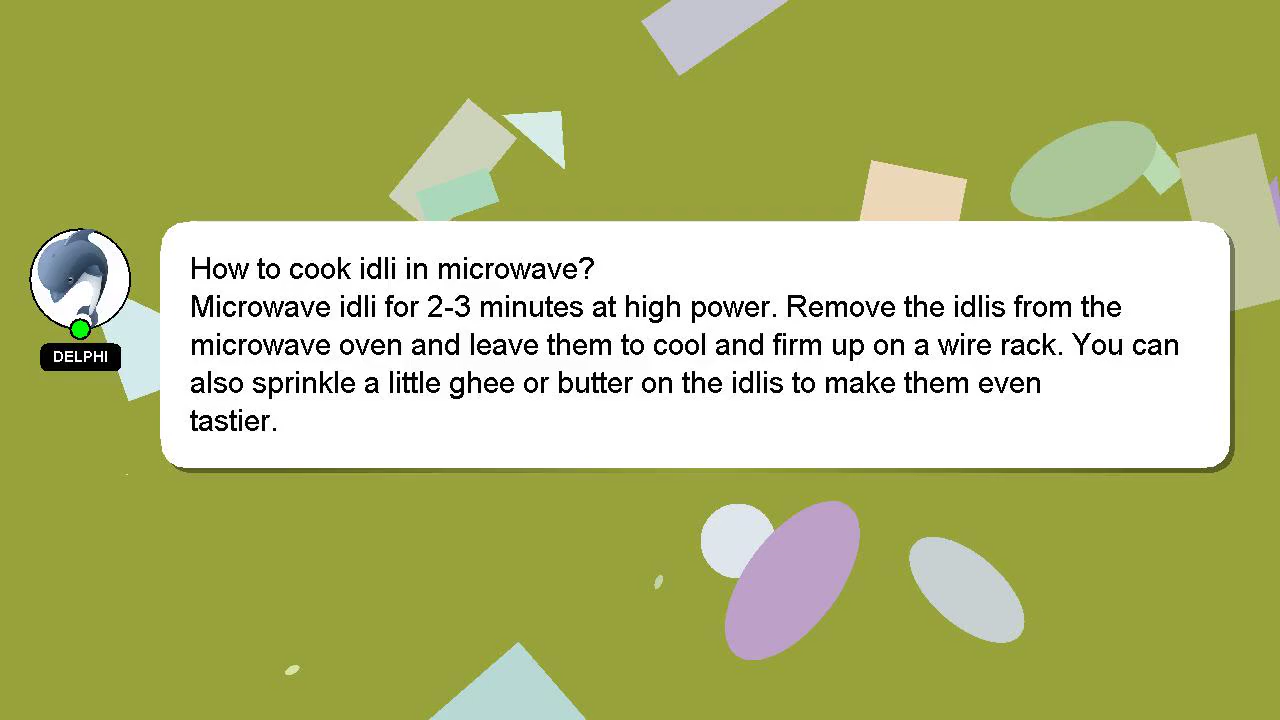 How to cook idli in microwave?
Microwave idli for 2-3 minutes at high power. Remove the idlis from the
microwave oven and leave them to cool and firm up on a wire rack. You can
also sprinkle a little ghee or butter on the idlis to make them even
tastier.
DELPHI